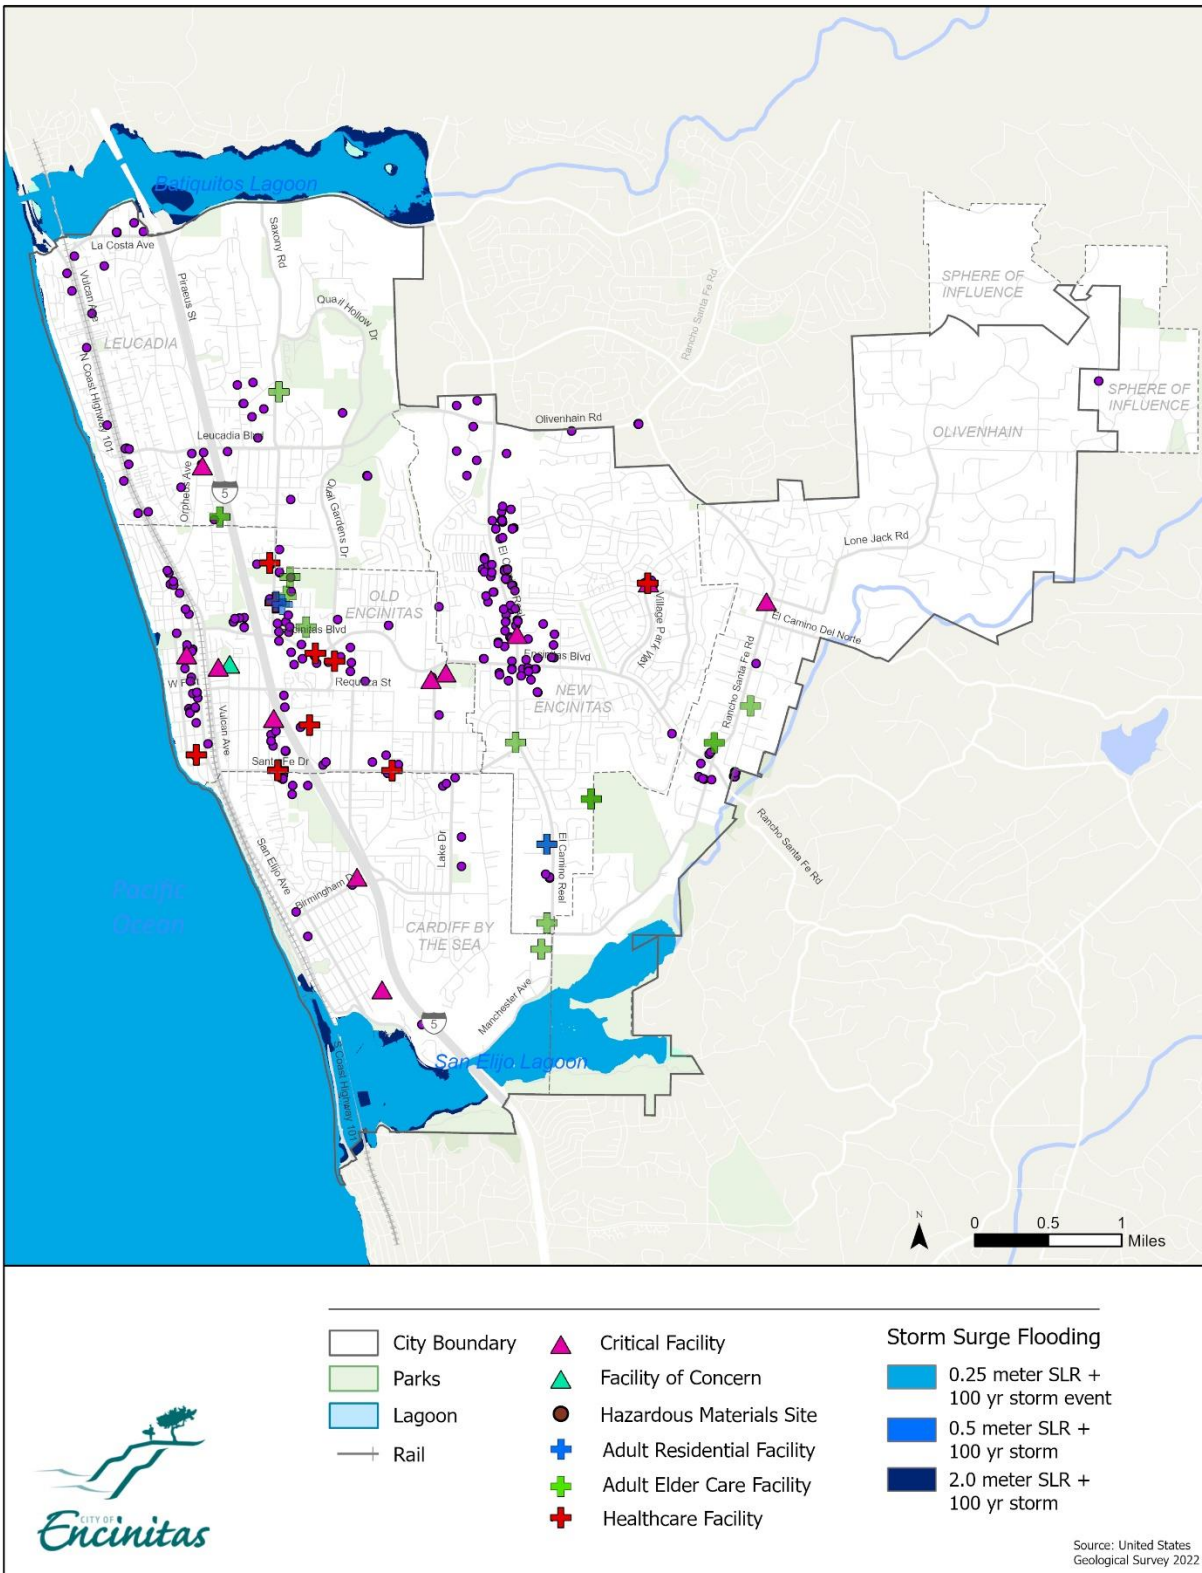 Batiquitos Lagoon
La Costa Ave
Saxony Rd
Vulcan Ave
Piraeus St
Quail Hollow Dr
LEUCADIA
N Coast Highway 101
Rancho Santa Fe Rd
SPHERE OF
INFLUENCE
SPHERE OF
INFLUENCE
Olivenhain Rd
OLIVENHAIN
Leucadia Blvd
Orpheus Ave
5
Quail Gardens Dr
Lone Jack Rd
OLD
ENCINITAS
Village Park Way
El Camino Del Norte
Encinitas Blvd
Rancho Santa Fe Rd
Requeza St
NEW
ENCINITAS
Vulcan Ave
Santa Fe Dr
Lake Dr
El Camino Real
Rancho Santa Fe Rd
San Elijo Ave
Birmingham Dr
Pacific
Ocean
CARDIFF BY
THE SEA
Manchester Ave
5
San Elijo Lagoon
S Coast Highway 101
N
0 0.5 1
Miles
City Boundary
Parks
Lagoon
Rail
Critical Facility
Facility of Concern
Hazardous Materials Site
Adult Residential Facility
Adult Elder Care Facility
Healthcare Facility
Storm Surge Flooding
0.25 meter SLR +
100 yr storm event
0.5 meter SLR +
100 yr storm
2.0 meter SLR +
100 yr storm
CITY OF
Encinitas
Source: United States
Geological Survey 2022